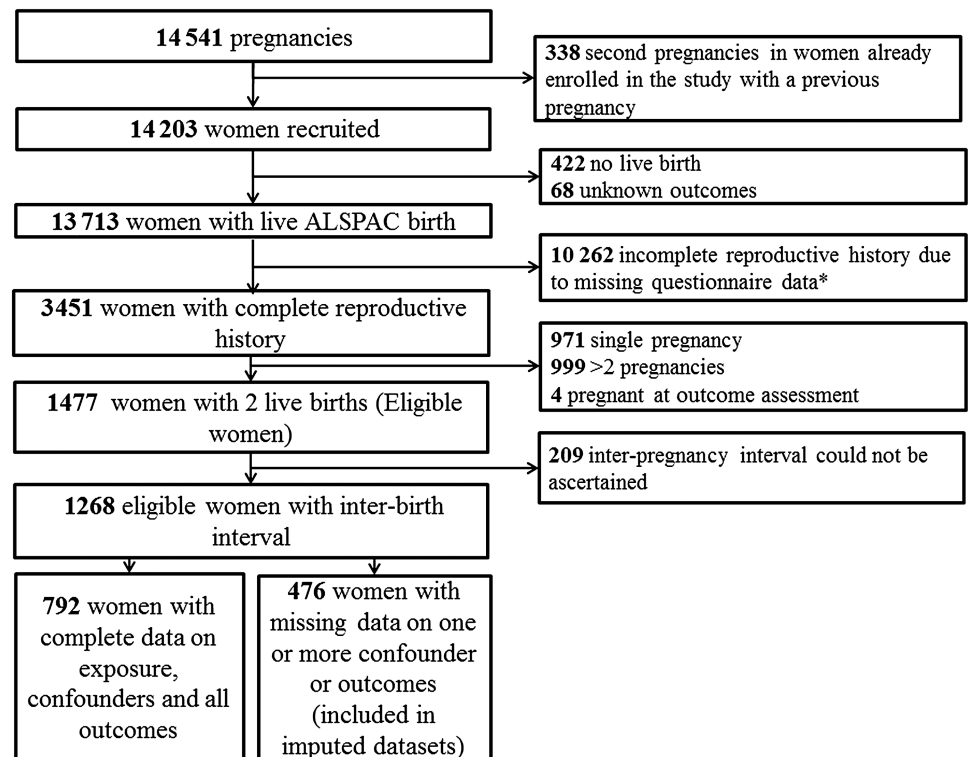 14 541 pregnancies
338 second pregnancies in women already
enrolled in the study with a previous
pregnancy
14 203 women recruited
422 no live birth
68 unknown outcomes
13 713 women with live ALSPAC birth
10 262 incomplete reproductive history due
to missing questionnaire data*
3451 women with complete reproductive
history
971 single pregnancy
999 >2 pregnancies
4 pregnant at outcome assessment
1477 women with 2 live births (Eligible
women)
209 inter-pregnancy interval could not be
ascertained
1268 eligible women with inter-birth
interval
792 women with
complete data on
exposure,
confounders and all
outcomes
476 women with
missing data on one
or more confounder
or outcomes
(included in
imputed datasets)